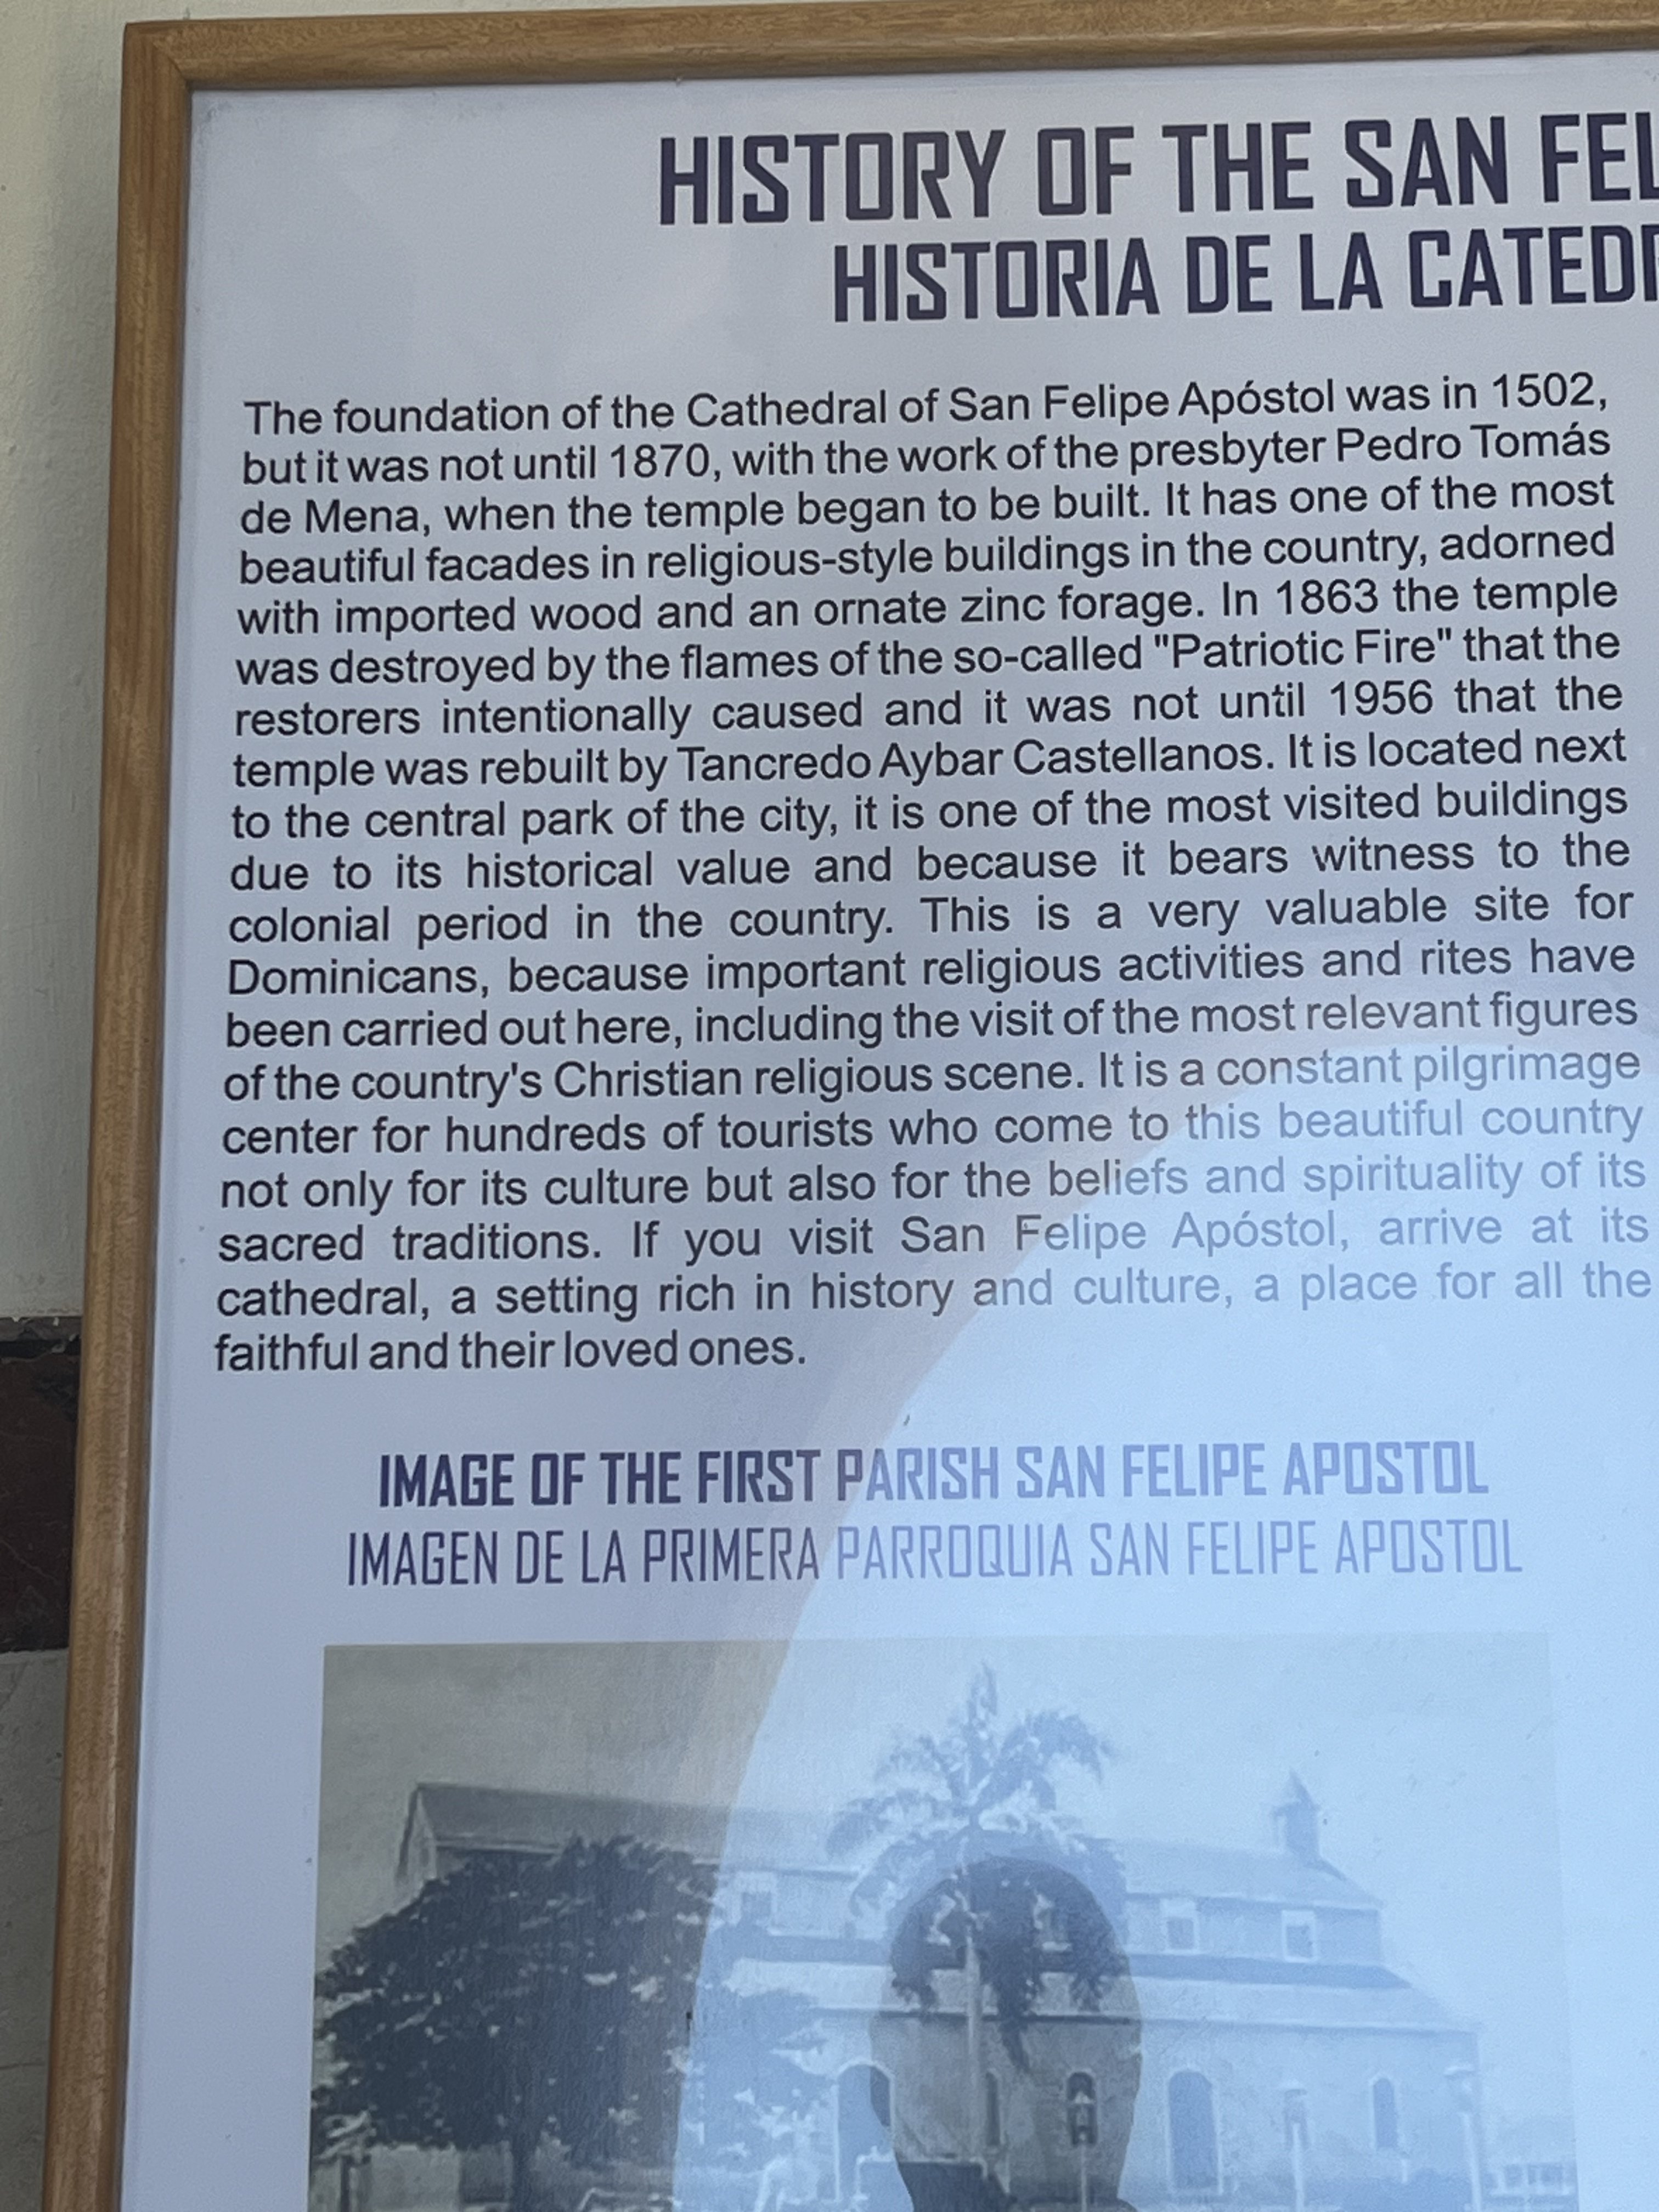 HISTORY OF THE SAN FEL
HISTORIA DE LA CATED
The foundation of the Cathedral of San Felipe Apóstol was in 1502,
but it was not until 1870, with the work of the presbyter Pedro Tomás
de Mena, when the temple began to be built. It has one of the most
beautiful facades in religious-style buildings in the country, adorned
with imported wood and an ornate zinc forage. In 1863 the temple
was destroyed by the flames of the so-called "Patriotic Fire" that the
restorers intentionally caused and it was not until 1956 that the
temple was rebuilt by Tancredo Aybar Castellanos. It is located next
to the central park of the city, it is one of the most visited buildings
due to its historical value and because it bears witness to the
colonial period in the country. This is a very valuable site for
Dominicans, because important religious activities and rites have
been carried out here, including the visit of the most relevant figures
of the country's Christian religious scene. It is a constant pilgrimage
center for hundreds of tourists who come to this beautiful country
not only for its culture but also for the beliefs and spirituality of its
sacred traditions. If you visit San Felipe Apóstol, arrive at its
cathedral, a setting rich in history and culture, a place for all the
faithful and their loved ones.
IMAGE OF THE FIRST PARISH SAN FELIPE APOSTOL
IMAGEN DE LA PRIMERA PARROQUIA SAN FELIPE APOSTOL